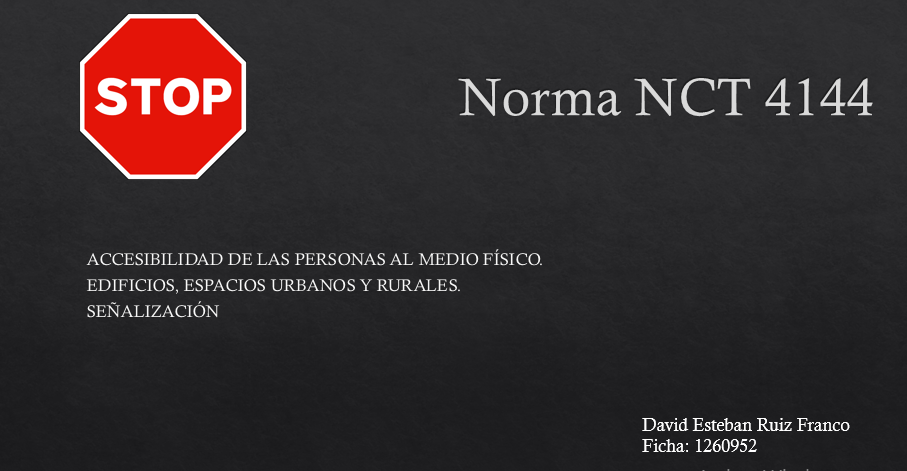 STOP
Norma NCT 4144
ACCESIBILIDAD DE LAS PERSONAS AL MEDIO FÍSICO.
EDIFICIOS, ESPACIOS URBANOS Y RURALES.
SEÑALIZACIÓN
David Esteban Ruiz Franco
Ficha: 1260952